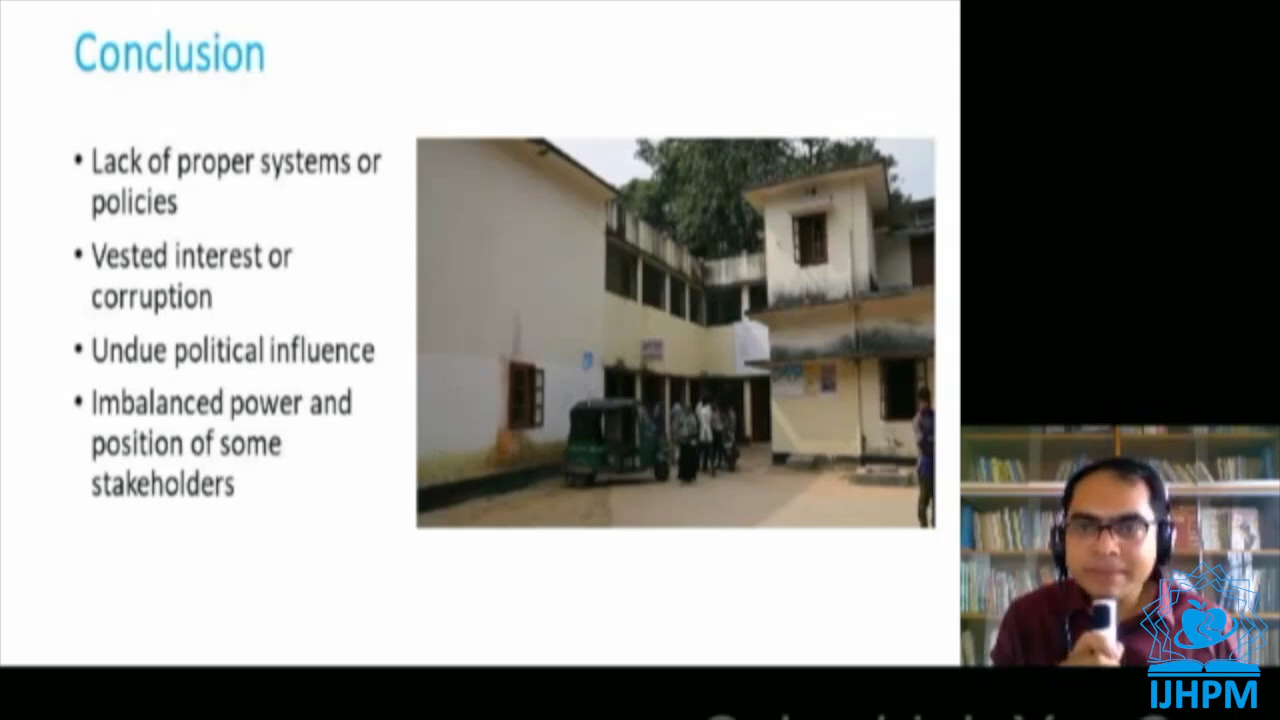 Conclusion
• Lack of proper systems or
policies
• Vested interest or
corruption
• Undue political influence
• Imbalanced power and
position of some
stakeholders
IJHPM